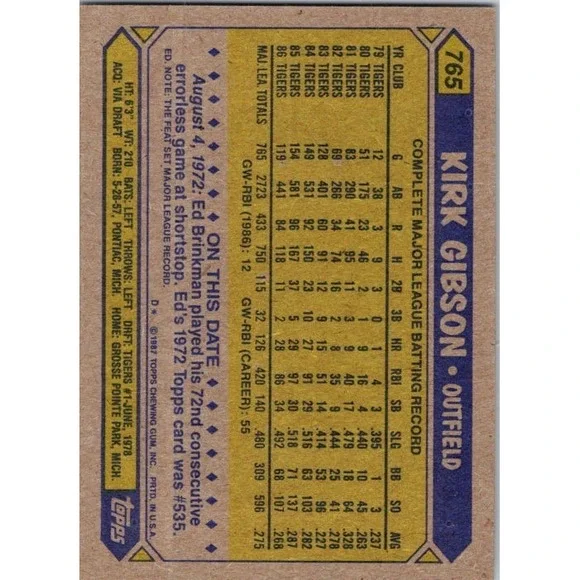 765 KIRK GIBSON • OUTFIELD
COMPLETE MAJOR LEAGUE BATTING RECORD
YR CLUB G AB R H 2B 3B HR RBI SB SLG BB SO AVG
79 TIGERS 12 38 3 9 3 0 1 4 3 .395 1 3 .237
80 TIGERS 51 175 23 46 2 1 9 16 4 .440 10 45 .263
81 TIGERS 83 290 41 95 11 3 9 40 17 .479 18 64 .328
82 TIGERS 69 266 34 74 16 2 8 35 9 .444 25 41 .278
83 TIGERS 128 401 60 91 12 9 15 51 14 .414 53 96 .227
84 TIGERS 149 531 92 150 23 10 27 91 29 .516 63 103 .282
85 TIGERS 154 581 96 167 37 5 29 97 30 .518 71 137 .287
86 TIGERS 119 441 84 118 11 2 28 86 34 .492 68 107 .268
MAJ. LEA. TOTALS 765 2723 433 750 115 32 126 420 140 .480 309 596 .275
GW-RBI (1986): 12 GW-RBI (CAREER): 55
ON THIS DATE
August 4, 1972: Ed Brinkman played his 72nd consecutive
errorless game at shortstop. Ed's 1972 Topps card was #535.
ED. NOTE: THE FEAT SET MAJOR LEAGUE RECORD.
D* ©1987 TOPPS CHEWING GUM, INC. PRTD. IN U.S.A.
HT: 6'3" WT: 210 BATS: LEFT THROWS: LEFT DRFT: TIGERS #1-JUNE, 1978
ACQ: VIA DRAFT BORN: 5-28-57, PONTIAC, MICH. HOME: GROSSE POINTE PARK, MICH.
topps